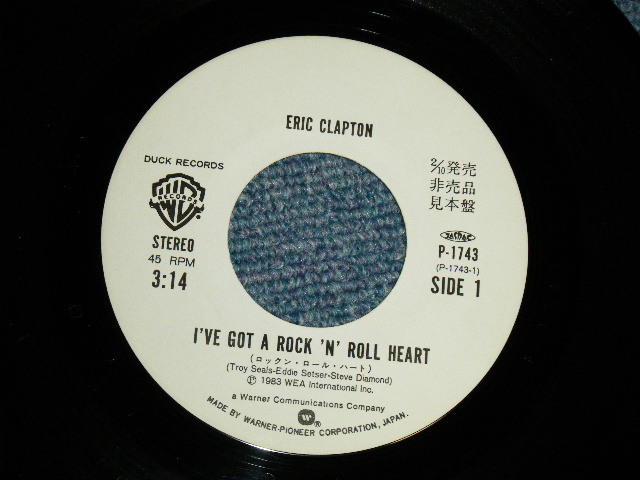 ERIC CLAPTON
DUCK RECORDS
WB
RECORDS
STEREO
45 RPM
3:14
2/10発売
非売品
見本盤
JASRAC
P-1743
(P-1743-1)
SIDE 1
I'VE GOT A ROCK 'N' ROLL HEART
(ロックン・ロール・ハート)
(Troy Seals-Eddie Setser-Steve Diamond)
Ⓟ 1983 WEA International Inc.
a Warner Communications Company
W®
MADE BY WARNER-PIONEER CORPORATION, JAPAN.